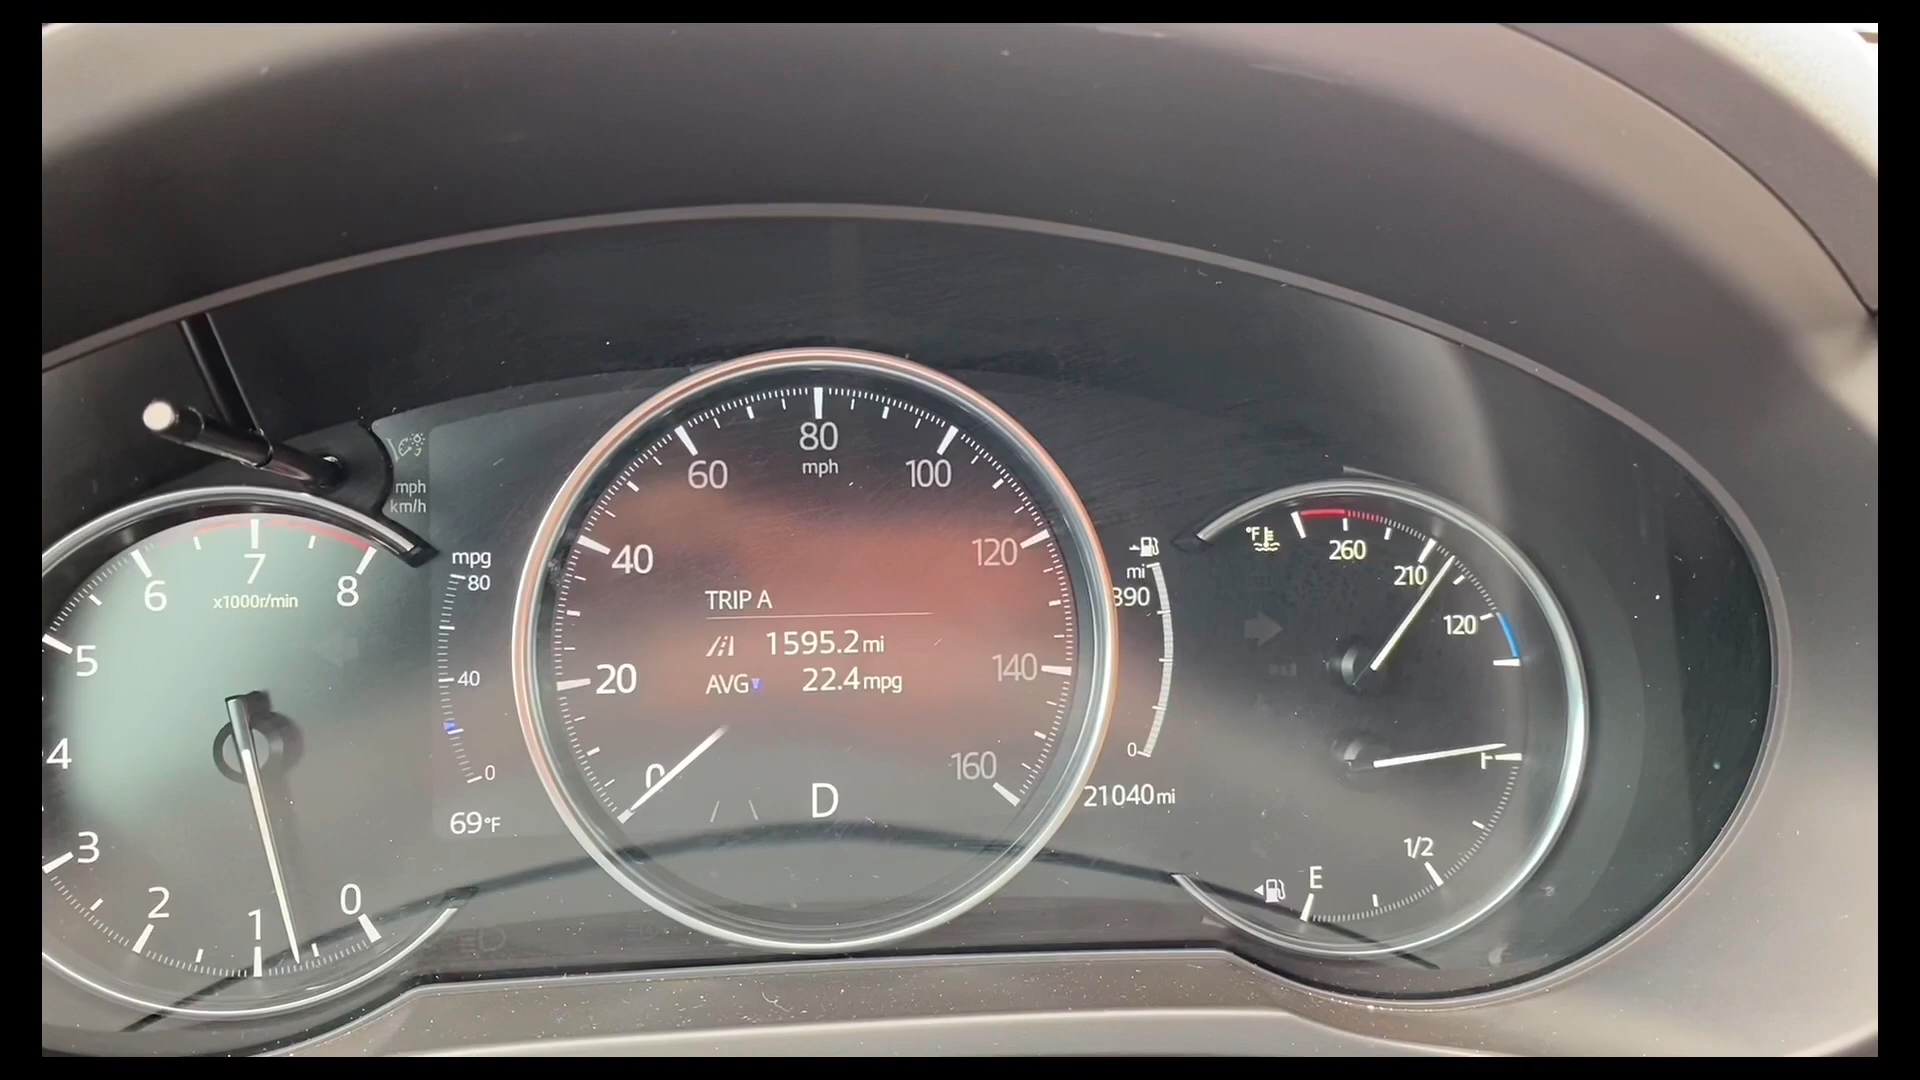 mph
km/h
mpg
80
40
0
69°F
8
7
6
5
4
3
2
1
0
x1000r/min
0
20
40
60
80
100
120
140
160
mph
TRIP A
1595.2 mi
AVG 22.4 mpg
D
mi
390
0
21040 mi
°F
260
210
120
F
1/2
E